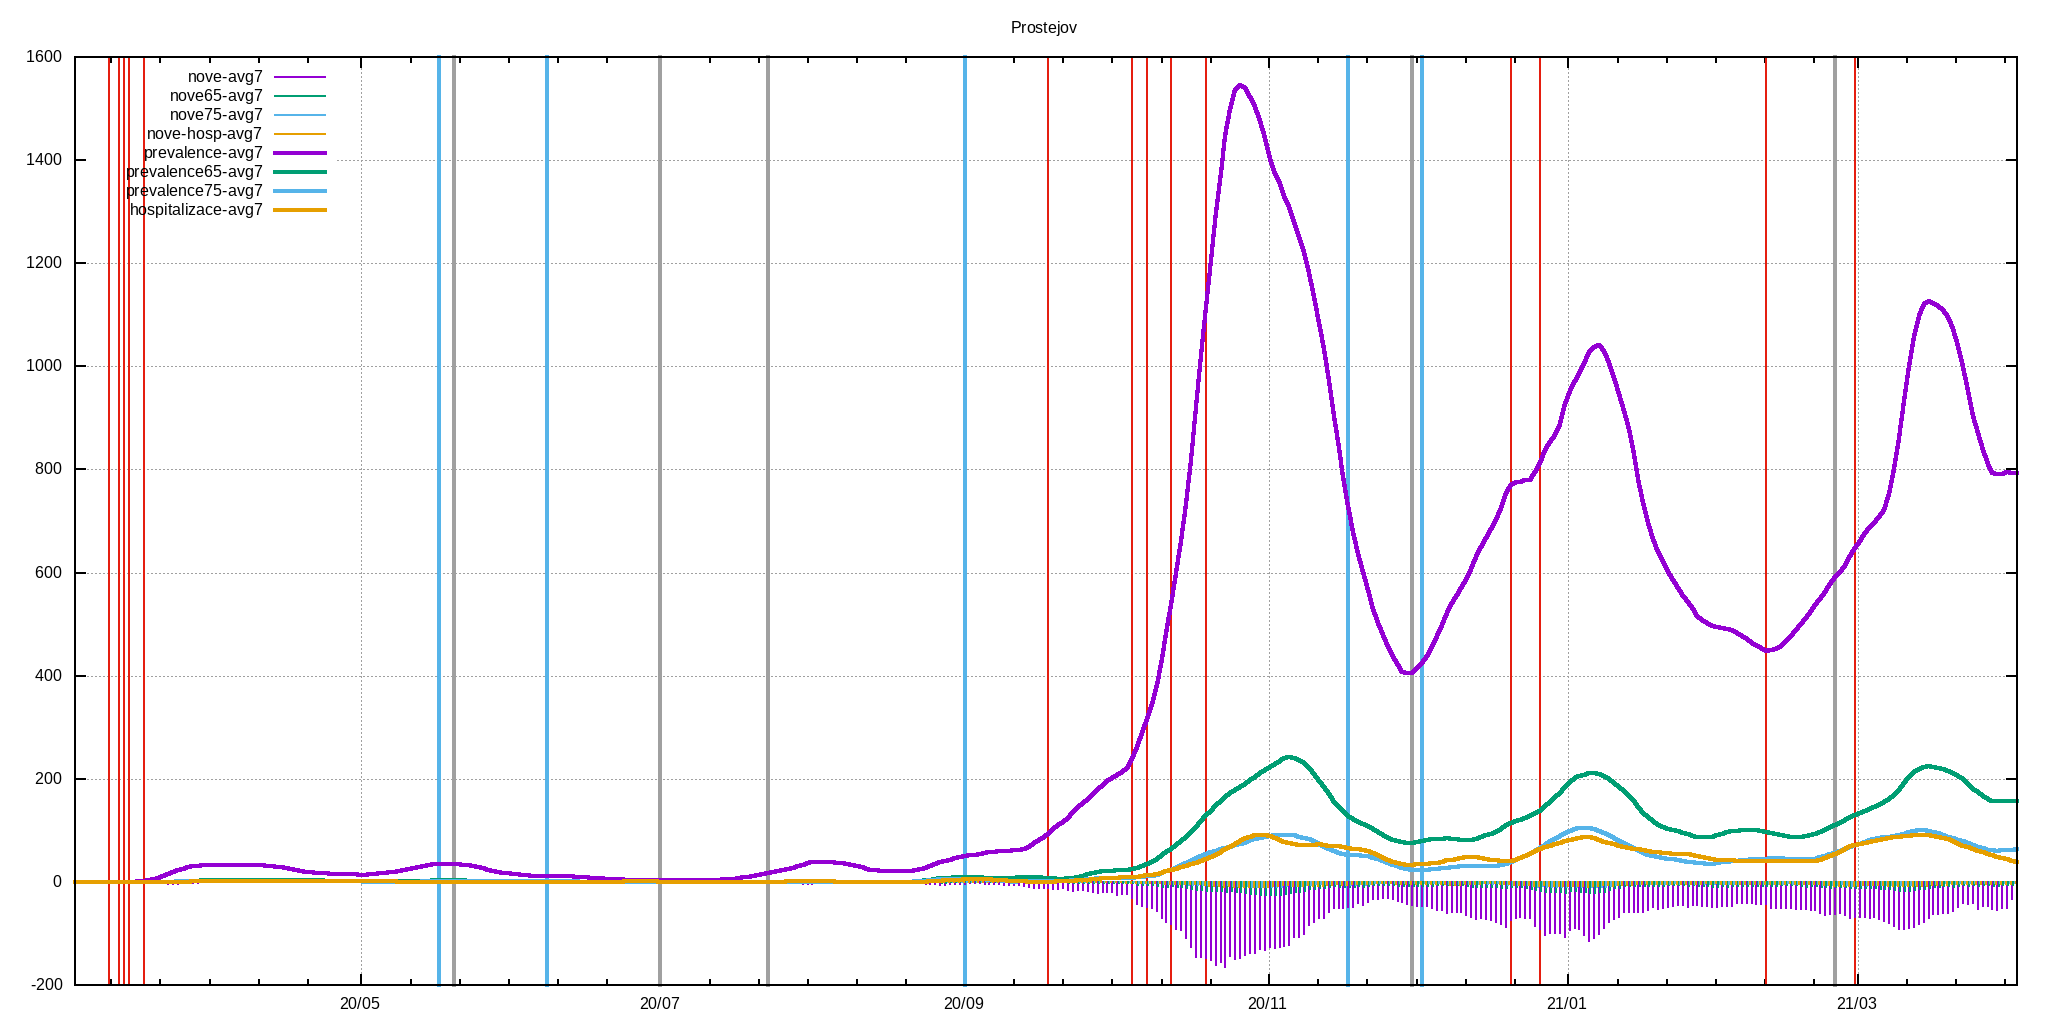 Prostejov
1600
1400
1200
1000
800
600
400
200
0
-200
nove-avg7
nove65-avg7
nove75-avg7
nove-hosp-avg7
prevalence-avg7
prevalence65-avg7
prevalence75-avg7
hospitalizace-avg7
20/05
20/07
20/09
20/11
21/01
21/03